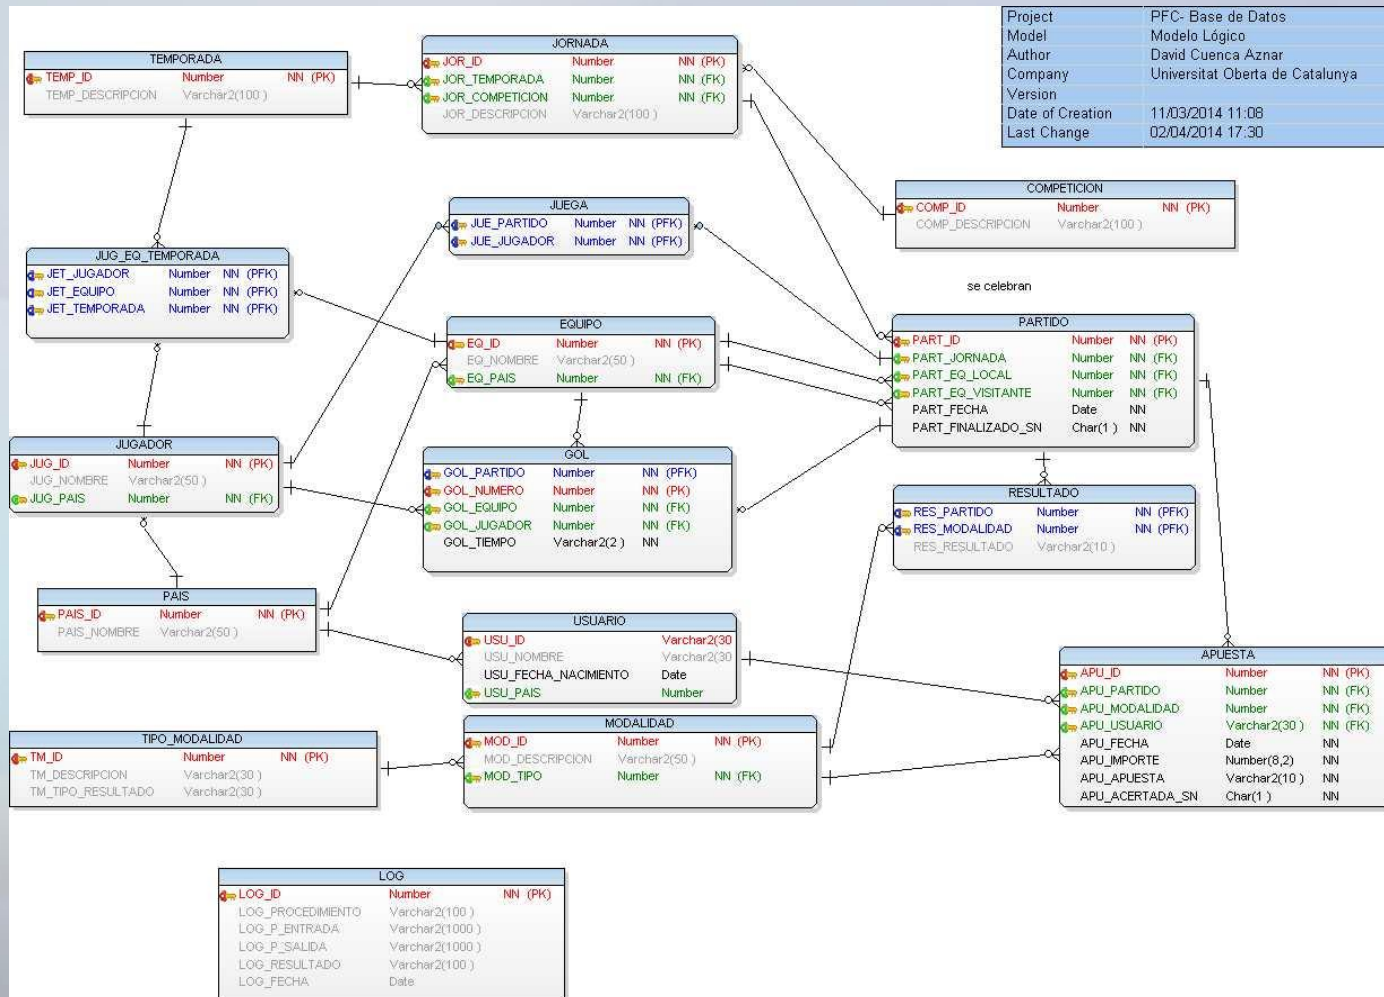 Project PFC- Base de Datos
Model Modelo Lógico
Author David Cuenca Aznar
Company Universitat Oberta de Catalunya
Version
Date of Creation 11/03/2014 11:08
Last Change 02/04/2014 17:30
TEMPORADA
TEMP_ID Number NN (PK)
TEMP_DESCRIPCION Varchar2(100 )
JORNADA
JOR_ID Number NN (PK)
JOR_TEMPORADA Number NN (FK)
JOR_COMPETICION Number NN (FK)
JOR_DESCRIPCION Varchar2(100 )
COMPETICION
COMP_ID Number NN (PK)
COMP_DESCRIPCION Varchar2(100 )
JUEGA
JUE_PARTIDO Number NN (PFK)
JUE_JUGADOR Number NN (PFK)
JUG_EQ_TEMPORADA
JET_JUGADOR Number NN (PFK)
JET_EQUIPO Number NN (PFK)
JET_TEMPORADA Number NN (PFK)
se celebran
EQUIPO
EQ_ID Number NN (PK)
EQ_NOMBRE Varchar2(50 )
EQ_PAIS Number NN (FK)
PARTIDO
PART_ID Number NN (PK)
PART_JORNADA Number NN (FK)
PART_EQ_LOCAL Number NN (FK)
PART_EQ_VISITANTE Number NN (FK)
PART_FECHA Date NN
PART_FINALIZADO_SN Char(1 ) NN
JUGADOR
JUG_ID Number NN (PK)
JUG_NOMBRE Varchar2(50 )
JUG_PAIS Number NN (FK)
GOL
GOL_PARTIDO Number NN (PFK)
GOL_NUMERO Number NN (PK)
GOL_EQUIPO Number NN (FK)
GOL_JUGADOR Number NN (FK)
GOL_TIEMPO Varchar2(2 ) NN
RESULTADO
RES_PARTIDO Number NN (PFK)
RES_MODALIDAD Number NN (PFK)
RES_RESULTADO Varchar2(10 )
PAIS
PAIS_ID Number NN (PK)
PAIS_NOMBRE Varchar2(50 )
USUARIO
USU_ID Varchar2(30
USU_NOMBRE Varchar2(30
USU_FECHA_NACIMIENTO Date
USU_PAIS Number
APUESTA
APU_ID Number NN (PK)
APU_PARTIDO Number NN (FK)
APU_MODALIDAD Number NN (FK)
APU_USUARIO Varchar2(30 ) NN (FK)
APU_FECHA Date NN
APU_IMPORTE Number(8,2) NN
APU_APUESTA Varchar2(10 ) NN
APU_ACERTADA_SN Char(1 ) NN
TIPO_MODALIDAD
TM_ID Number NN (PK)
TM_DESCRIPCION Varchar2(30 )
TM_TIPO_RESULTADO Varchar2(30 )
MODALIDAD
MOD_ID Number NN (PK)
MOD_DESCRIPCION Varchar2(50 )
MOD_TIPO Number NN (FK)
LOG
LOG_ID Number NN (PK)
LOG_PROCEDIMIENTO Varchar2(100 )
LOG_P_ENTRADA Varchar2(1000 )
LOG_P_SALIDA Varchar2(1000 )
LOG_RESULTADO Varchar2(100 )
LOG_FECHA Date